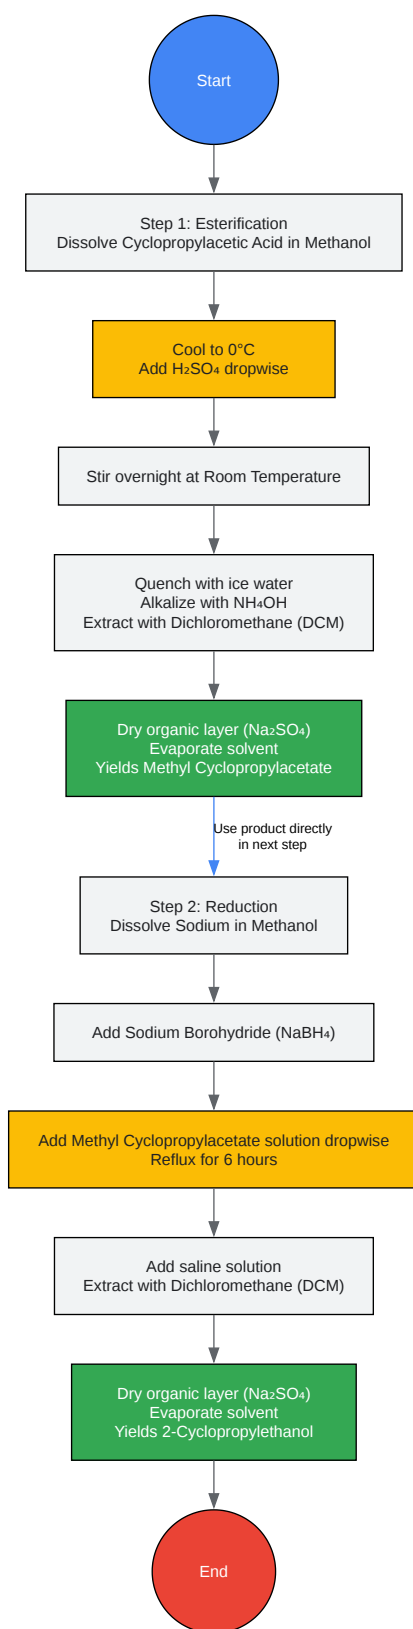 Start
Step 1: Esterification
Dissolve Cyclopropylacetic Acid in Methanol
Cool to 0°C
Add H₂SO₄ dropwise
Stir overnight at Room Temperature
Quench with ice water
Alkalize with NH₄OH
Extract with Dichloromethane (DCM)
Dry organic layer (Na₂SO₄)
Evaporate solvent
Yields Methyl Cyclopropylacetate
Use product directly
in next step
Step 2: Reduction
Dissolve Sodium in Methanol
Add Sodium Borohydride (NaBH₄)
Add Methyl Cyclopropylacetate solution dropwise
Reflux for 6 hours
Add saline solution
Extract with Dichloromethane (DCM)
Dry organic layer (Na₂SO₄)
Evaporate solvent
Yields 2-Cyclopropylethanol
End